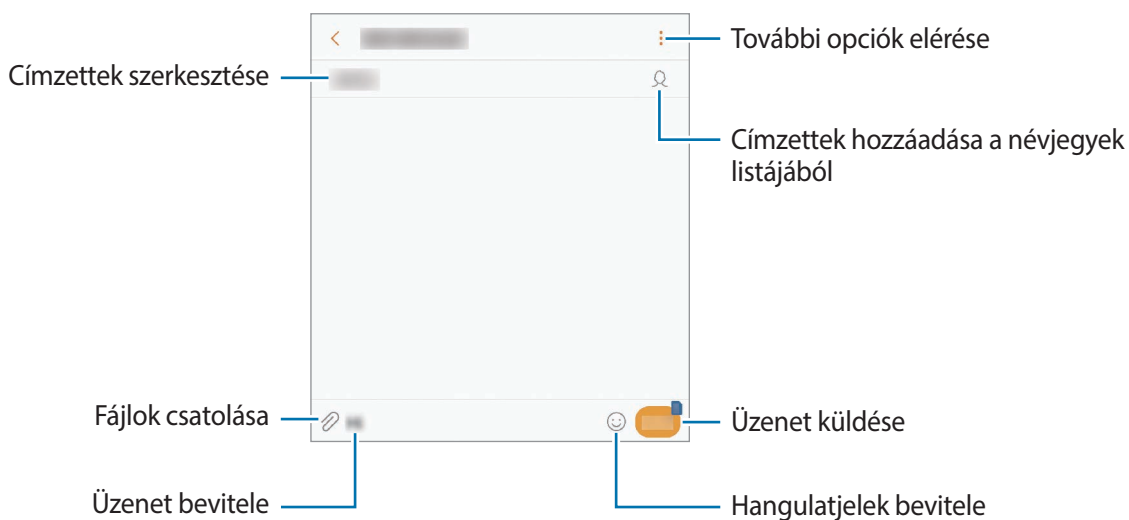 További opciók elérése
Címzettek szerkesztése
Címzettek hozzáadása a névjegyek
listájából
Fájlok csatolása
Üzenet küldése
Üzenet bevitele
Hangulatjelek bevitele